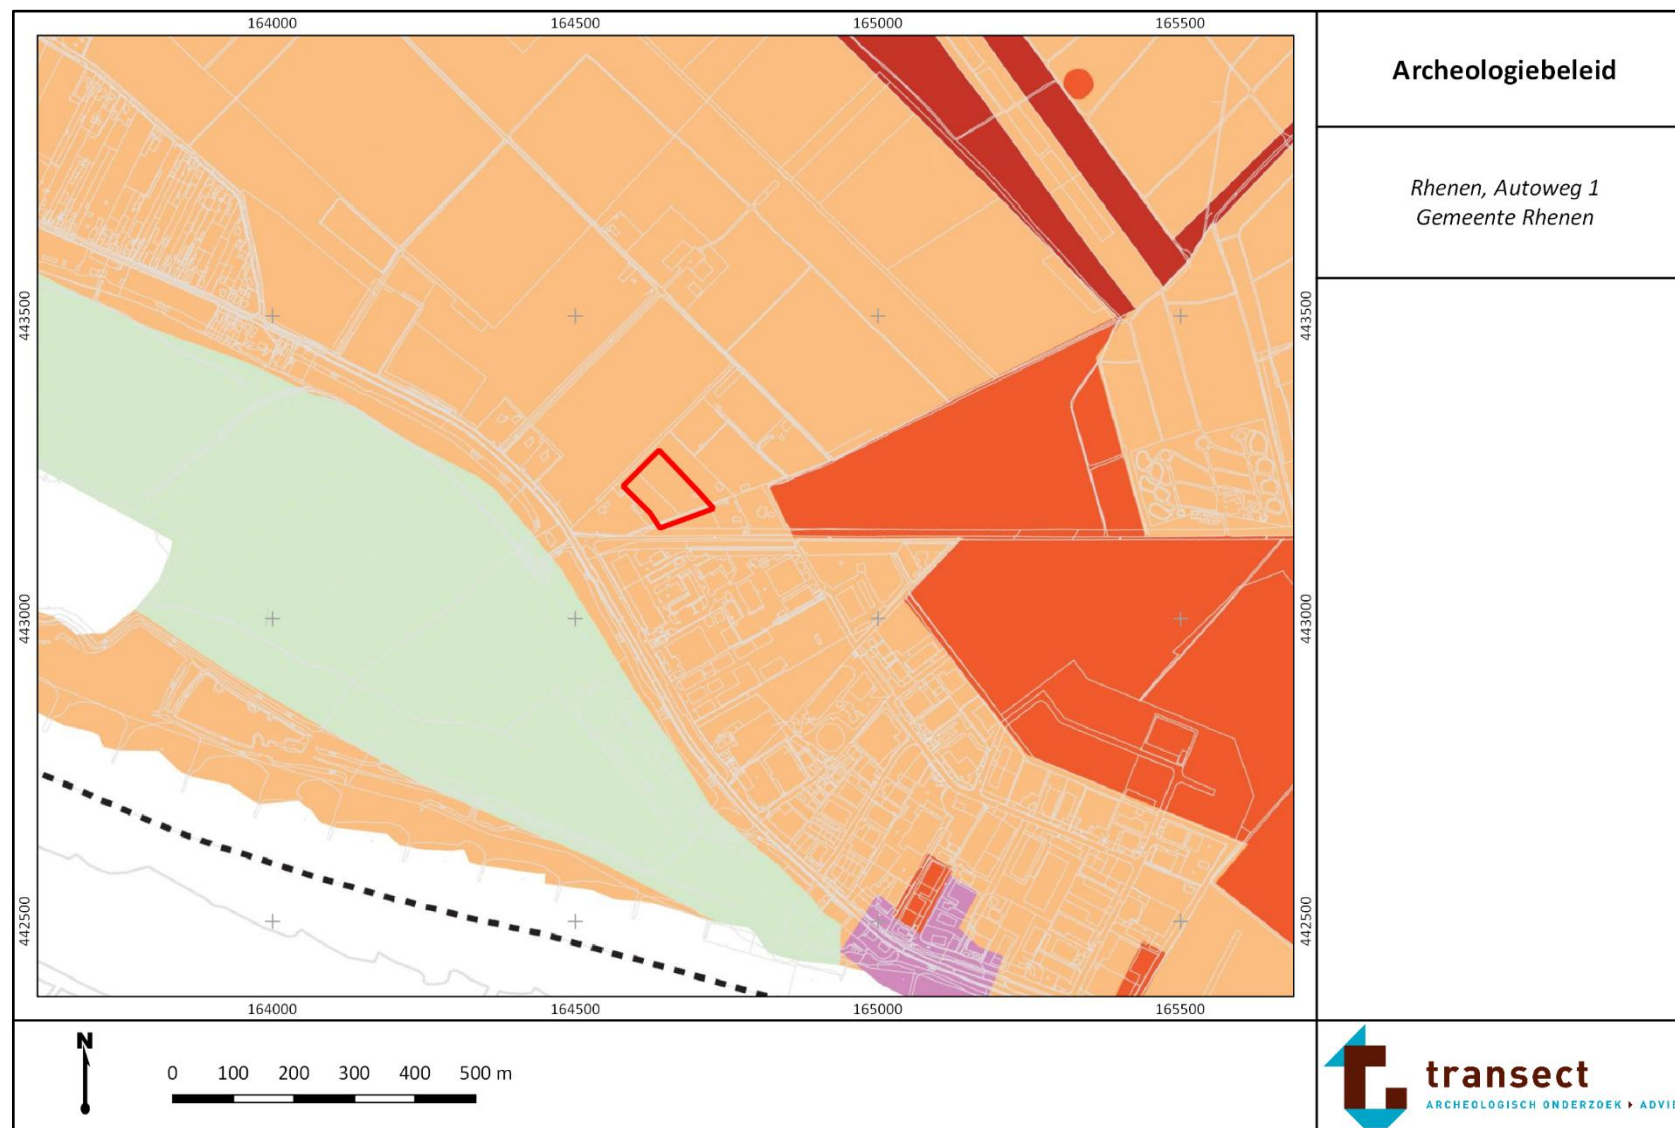 164000 164500 165000 165500
443500 443500
443000 443000
442500 442500
164000 164500 165000 165500
Archeologiebeleid
Rhenen, Autoweg 1
Gemeente Rhenen
N
0 100 200 300 400 500 m
transect
ARCHEOLOGISCH ONDERZOEK ▸ ADVIE